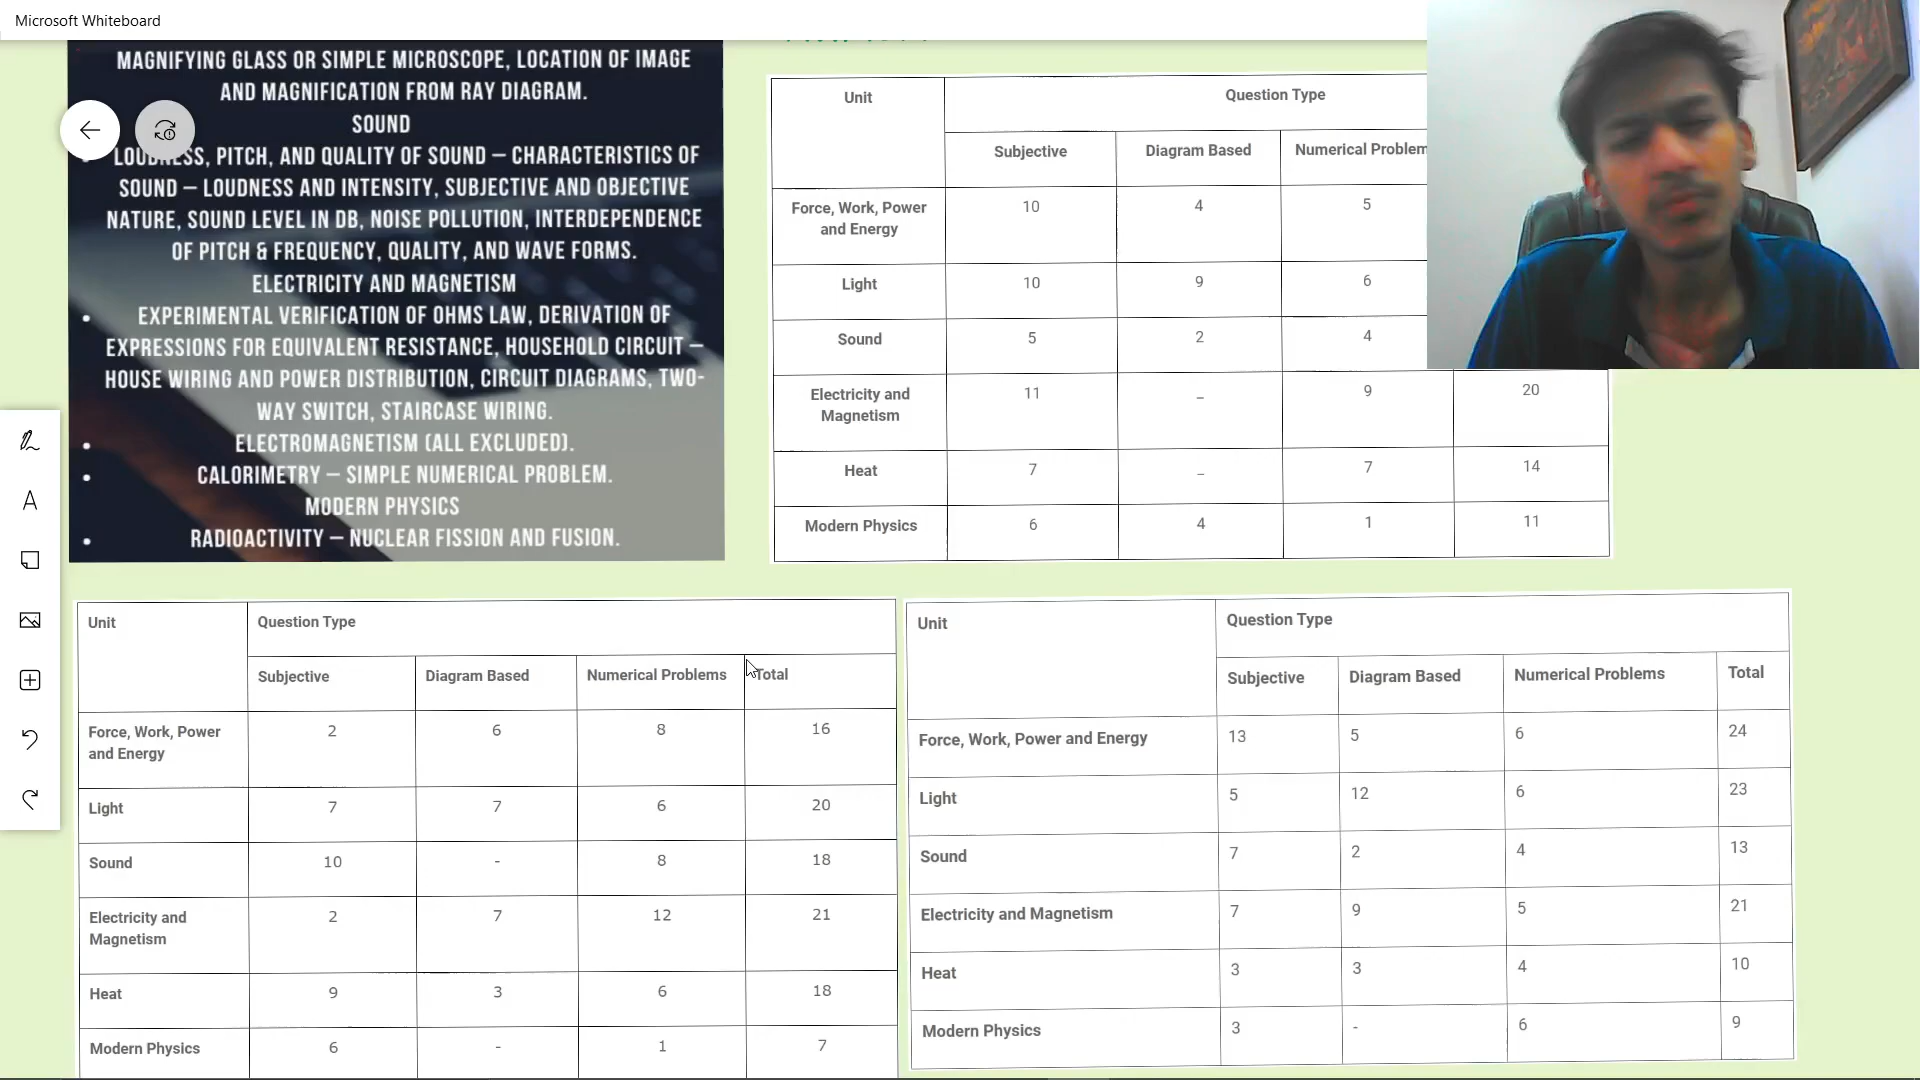 Microsoft Whiteboard
MAGNIFYING GLASS OR SIMPLE MICROSCOPE, LOCATION OF IMAGE
AND MAGNIFICATION FROM RAY DIAGRAM.
SOUND
LOUDNESS, PITCH, AND QUALITY OF SOUND – CHARACTERISTICS OF
SOUND – LOUDNESS AND INTENSITY, SUBJECTIVE AND OBJECTIVE
NATURE, SOUND LEVEL IN DB, NOISE POLLUTION, INTERDEPENDENCE
OF PITCH & FREQUENCY, QUALITY, AND WAVE FORMS.
ELECTRICITY AND MAGNETISM
• EXPERIMENTAL VERIFICATION OF OHMS LAW, DERIVATION OF
EXPRESSIONS FOR EQUIVALENT RESISTANCE, HOUSEHOLD CIRCUIT –
HOUSE WIRING AND POWER DISTRIBUTION, CIRCUIT DIAGRAMS, TWO-
WAY SWITCH, STAIRCASE WIRING.
• ELECTROMAGNETISM (ALL EXCLUDED).
• CALORIMETRY – SIMPLE NUMERICAL PROBLEM.
MODERN PHYSICS
• RADIOACTIVITY – NUCLEAR FISSION AND FUSION.
Unit Question Type
Subjective Diagram Based Numerical Problem
Force, Work, Power
and Energy 10 4 5
Light 10 9 6
Sound 5 2 4
Electricity and
Magnetism 11 – 9 20
Heat 7 – 7 14
Modern Physics 6 4 1 11
Unit Question Type
Subjective Diagram Based Numerical Problems Total
Force, Work, Power
and Energy 2 6 8 16
Light 7 7 6 20
Sound 10 - 8 18
Electricity and
Magnetism 2 7 12 21
Heat 9 3 6 18
Modern Physics 6 - 1 7
Unit Question Type
Subjective Diagram Based Numerical Problems Total
Force, Work, Power and Energy 13 5 6 24
Light 5 12 6 23
Sound 7 2 4 13
Electricity and Magnetism 7 9 5 21
Heat 3 3 4 10
Modern Physics 3 - 6 9